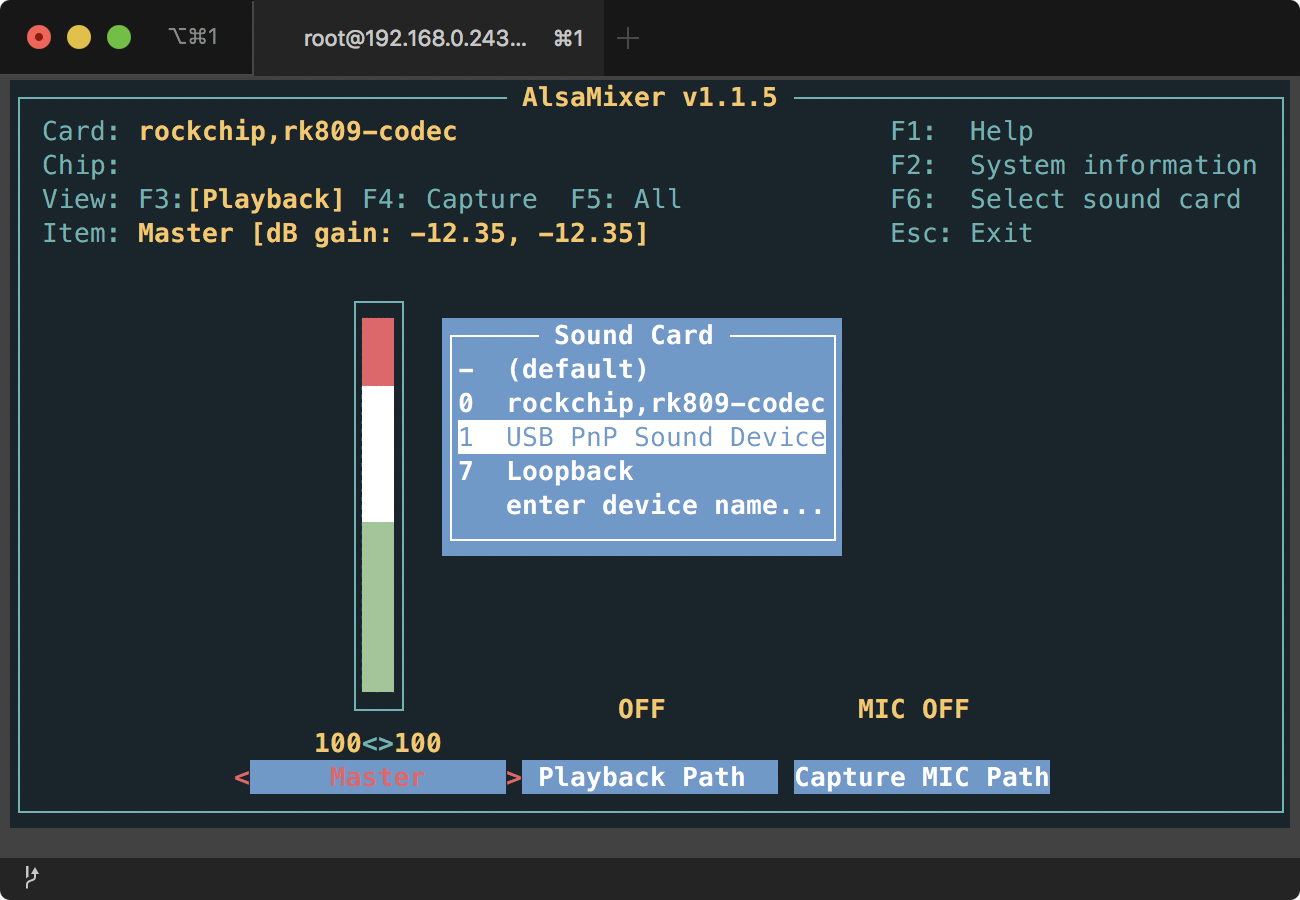 ⌥⌘1 root@192.168.0.243... ⌘1 +
AlsaMixer v1.1.5
Card: rockchip,rk809-codec F1: Help
Chip: F2: System information
View: F3:[Playback] F4: Capture F5: All F6: Select sound card
Item: Master [dB gain: -12.35, -12.35] Esc: Exit
Sound Card
- (default)
0 rockchip,rk809-codec
1 USB PnP Sound Device
7 Loopback
enter device name...
OFF MIC OFF
100<>100
< Master > Playback Path Capture MIC Path